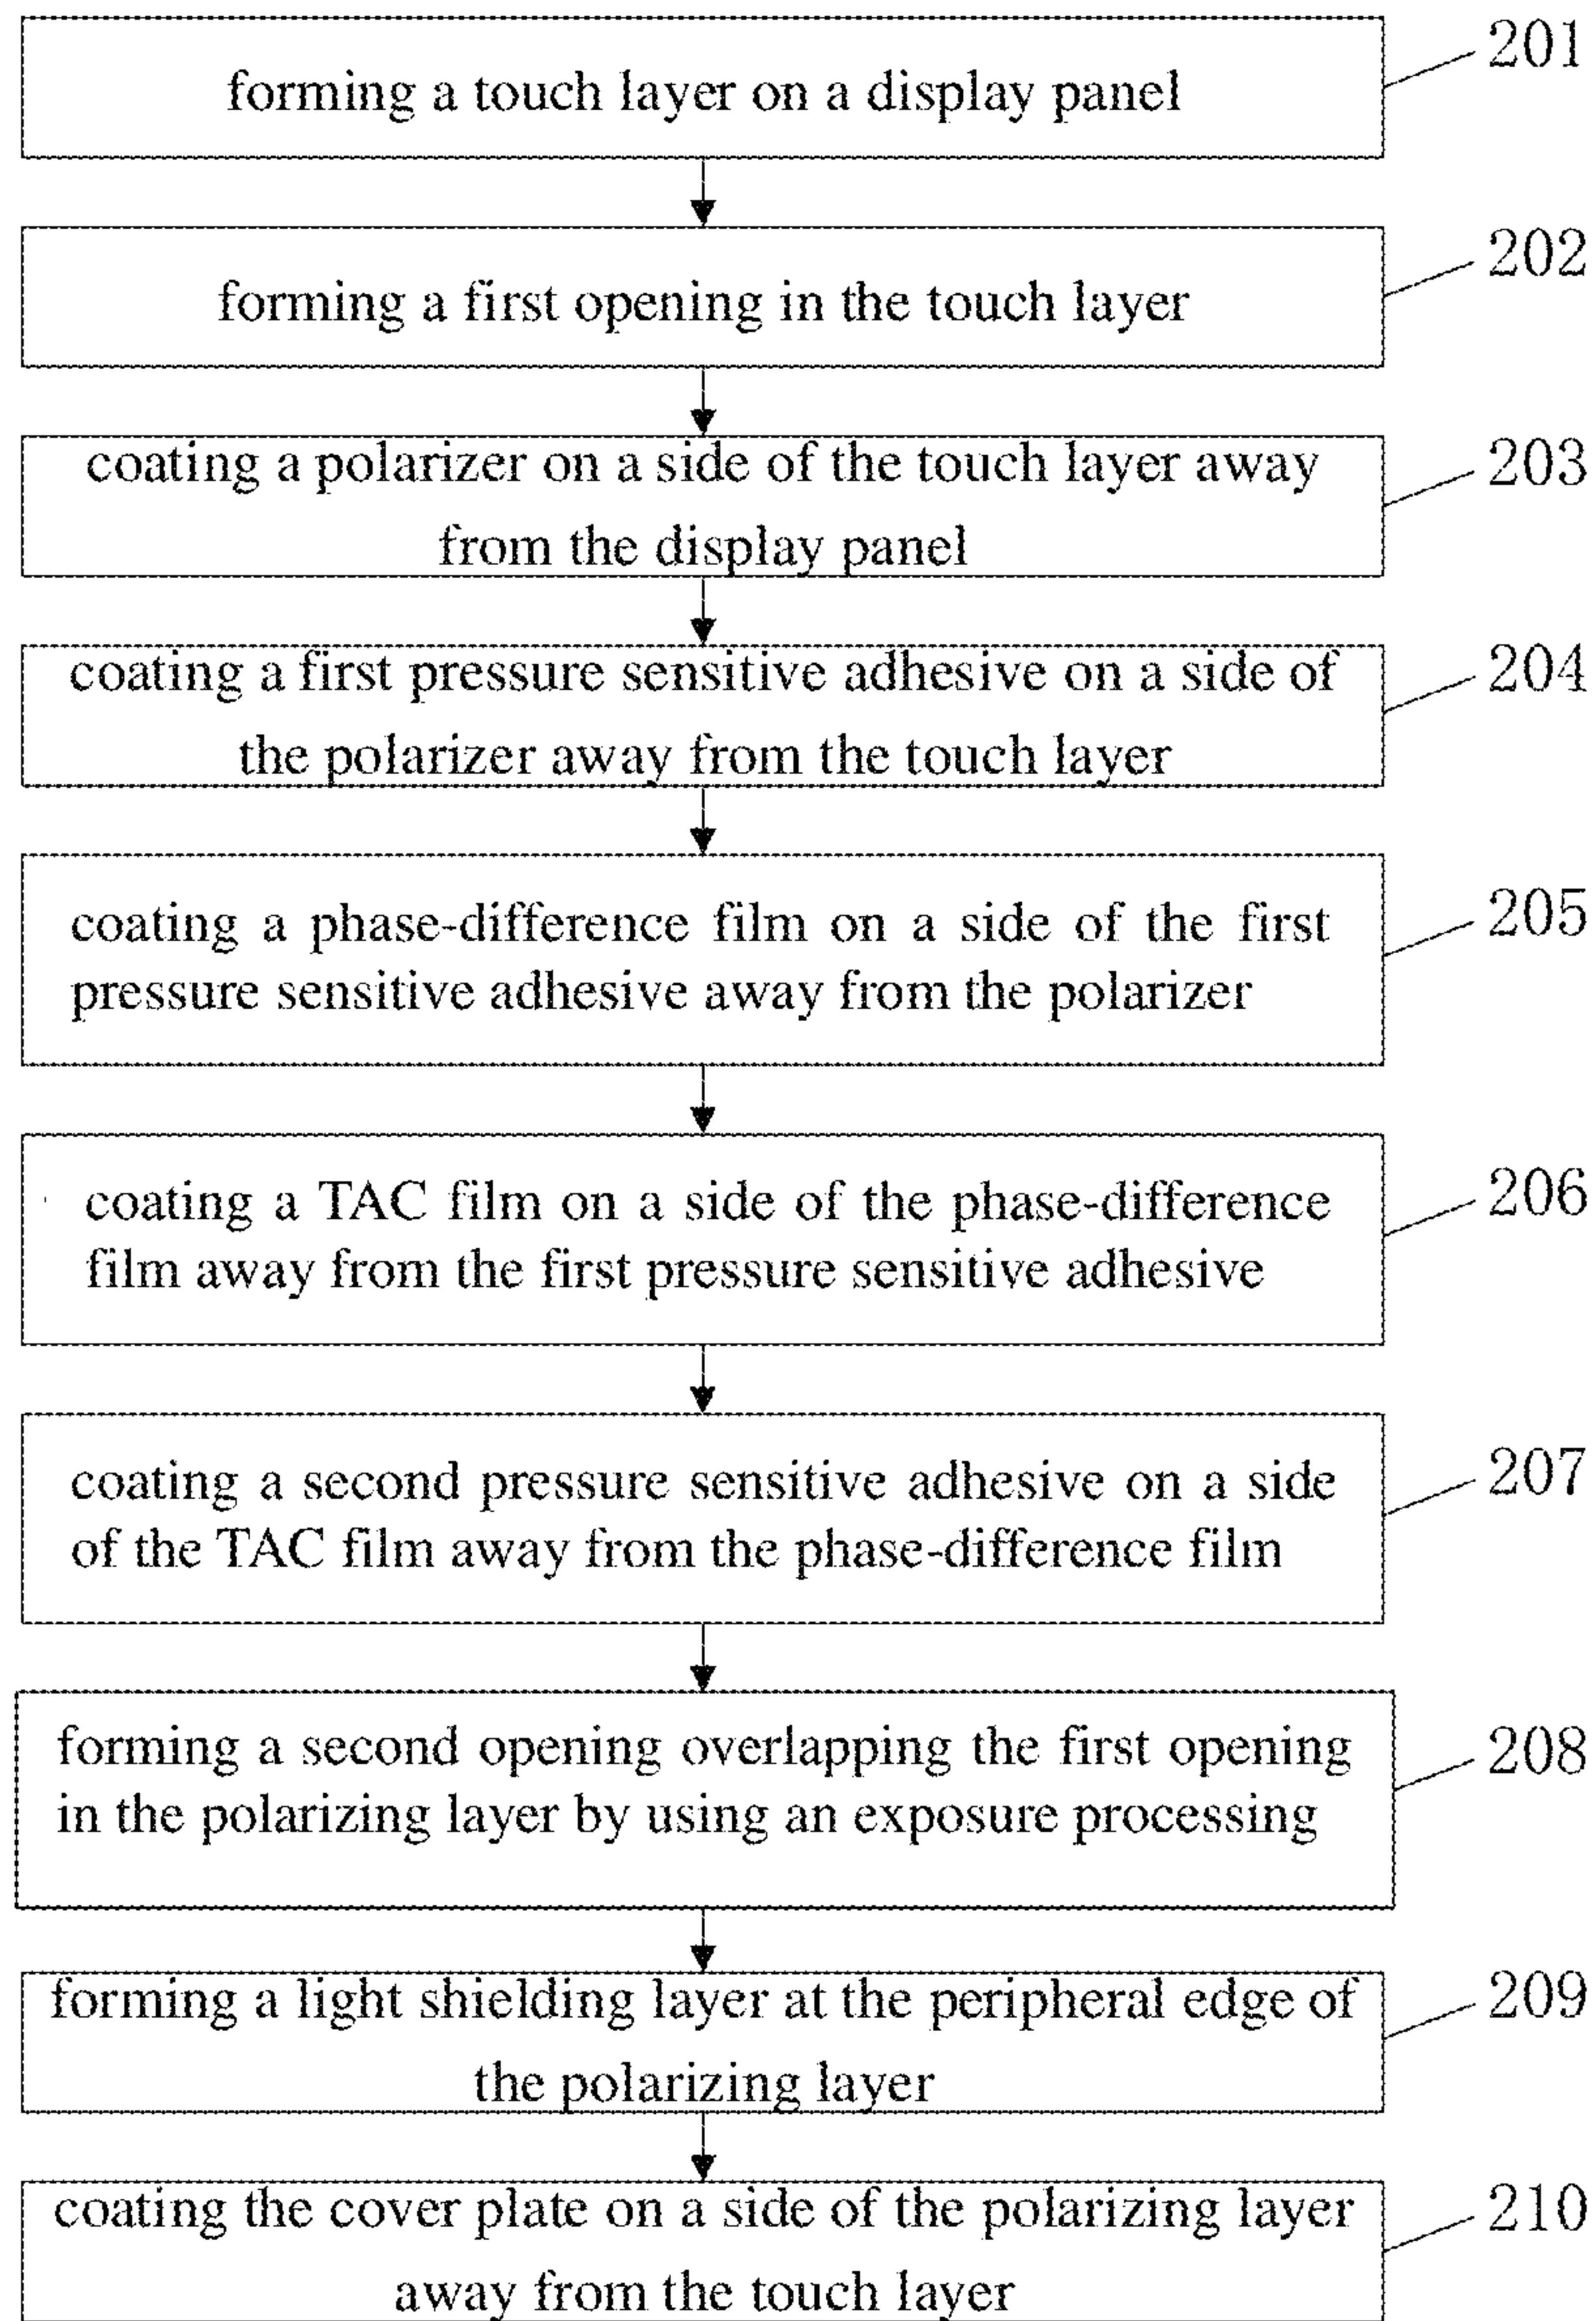 forming a touch layer on a display panel
201
forming a first opening in the touch layer
202
coating a polarizer on a side of the touch layer away
from the display panel
203
coating a first pressure sensitive adhesive on a side of
the polarizer away from the touch layer
204
coating a phase-difference film on a side of the first
pressure sensitive adhesive away from the polarizer
205
coating a TAC film on a side of the phase-difference
film away from the first pressure sensitive adhesive
206
coating a second pressure sensitive adhesive on a side
of the TAC film away from the phase-difference film
207
forming a second opening overlapping the first opening
in the polarizing layer by using an exposure processing
208
forming a light shielding layer at the peripheral edge of
the polarizing layer
209
coating the cover plate on a side of the polarizing layer
away from the touch layer
210